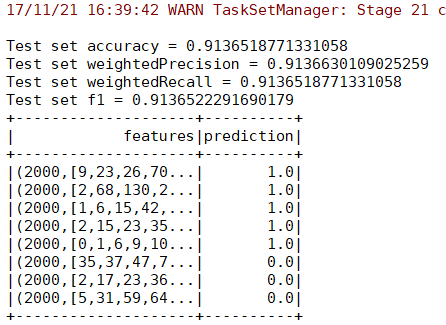 17/11/21 16:39:42 WARN TaskSetManager: Stage 21 c
Test set accuracy = 0.9136518771331058
Test set weightedPrecision = 0.9136630109025259
Test set weightedRecall = 0.9136518771331058
Test set f1 = 0.9136522291690179
+--------------------+----------+
|            features|prediction|
+--------------------+----------+
|(2000,[9,23,26,70...|       1.0|
|(2000,[2,68,130,2...|       1.0|
|(2000,[1,6,15,42,...|       1.0|
|(2000,[2,15,23,35...|       1.0|
|(2000,[0,1,6,9,10...|       1.0|
|(2000,[35,37,47,7...|       0.0|
|(2000,[2,17,23,36...|       0.0|
|(2000,[5,31,59,64...|       0.0|
+--------------------+----------+